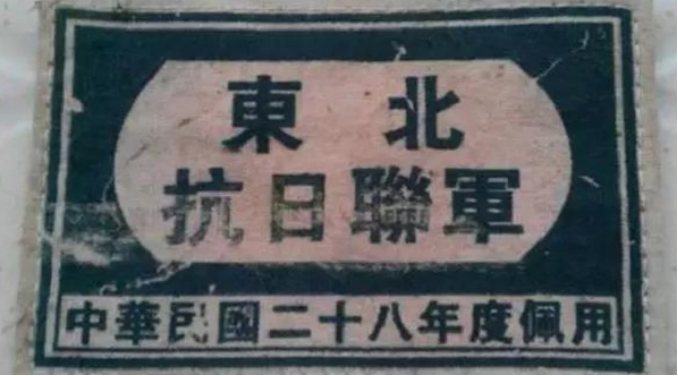 東北
抗日聯軍
中華民國二十八年度佩用